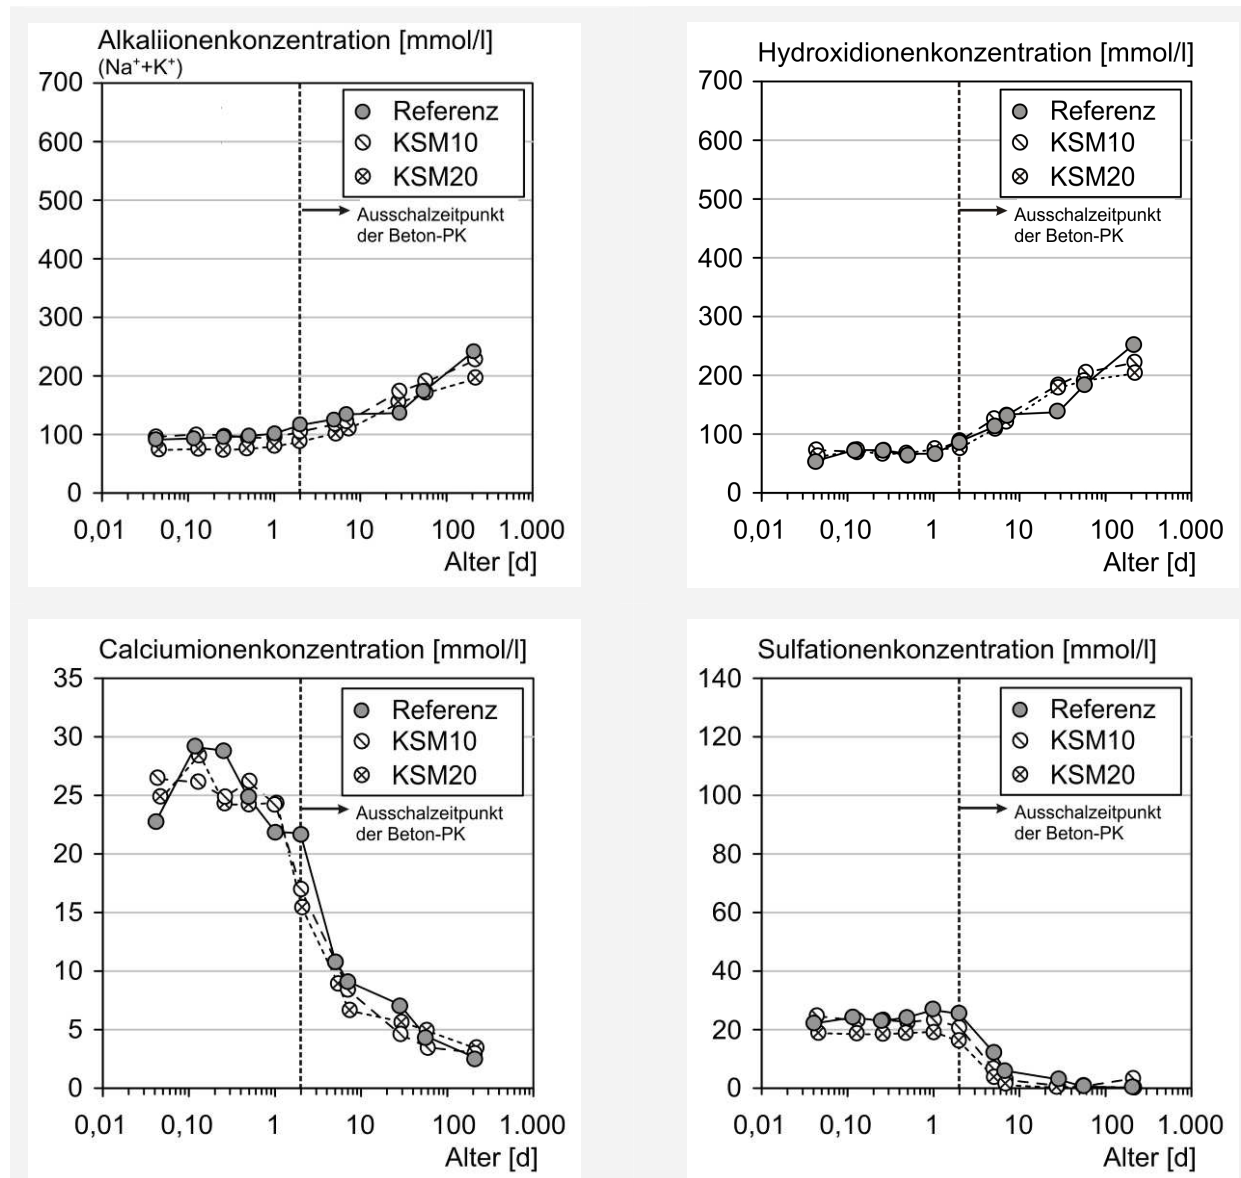 Alkaliionenkonzentration [mmol/l]
(Na⁺+K⁺)
700
600
500
400
300
200
100
0
Referenz
KSM10
KSM20
Ausschalzeitpunkt
der Beton-PK
0,01 0,10 1 10 100 1.000
Alter [d]
Hydroxidionenkonzentration [mmol/l]
700
600
500
400
300
200
100
0
Referenz
KSM10
KSM20
Ausschalzeitpunkt
der Beton-PK
0,01 0,10 1 10 100 1.000
Alter [d]
Calciumionenkonzentration [mmol/l]
35
30
25
20
15
10
5
0
Referenz
KSM10
KSM20
Ausschalzeitpunkt
der Beton-PK
0,01 0,10 1 10 100 1.000
Alter [d]
Sulfationenkonzentration [mmol/l]
140
120
100
80
60
40
20
0
Referenz
KSM10
KSM20
Ausschalzeitpunkt
der Beton-PK
0,01 0,10 1 10 100 1.000
Alter [d]